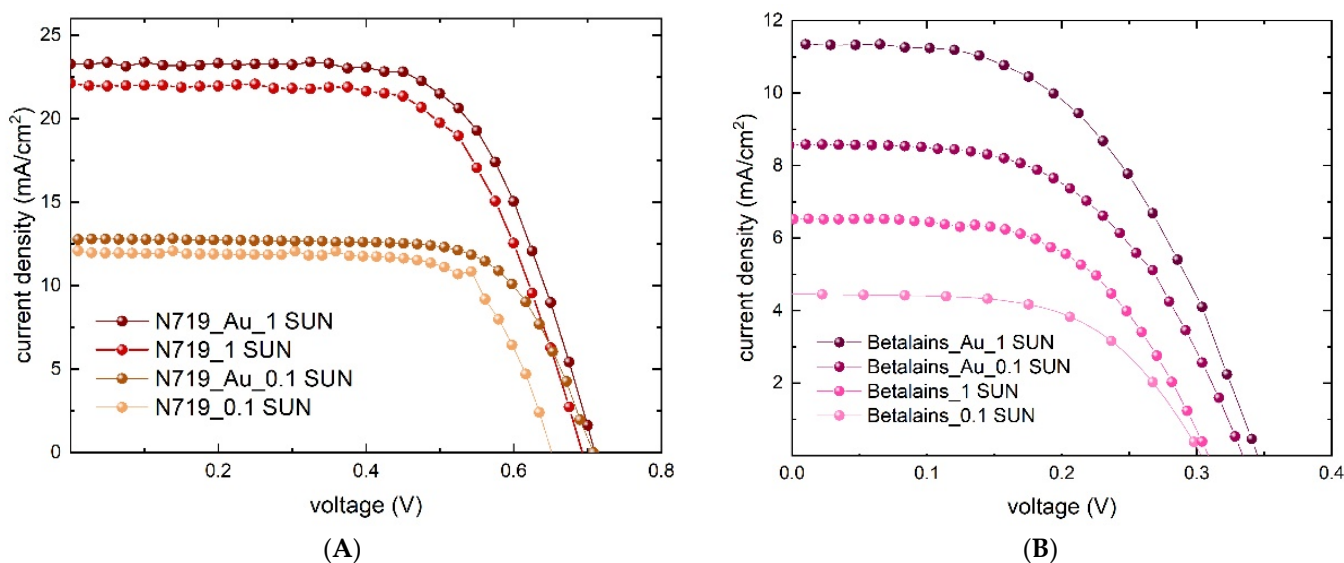 25
20
15
10
5
0
current density (mA/cm²)
N719_Au_1 SUN
N719_1 SUN
N719_Au_0.1 SUN
N719_0.1 SUN
0.2
0.4
0.6
0.8
voltage (V)
(A)
12
10
8
6
4
2
current density (mA/cm²)
Betalains_Au_1 SUN
Betalains_Au_0.1 SUN
Betalains_1 SUN
Betalains_0.1 SUN
0.0
0.1
0.2
0.3
0.4
voltage (V)
(B)